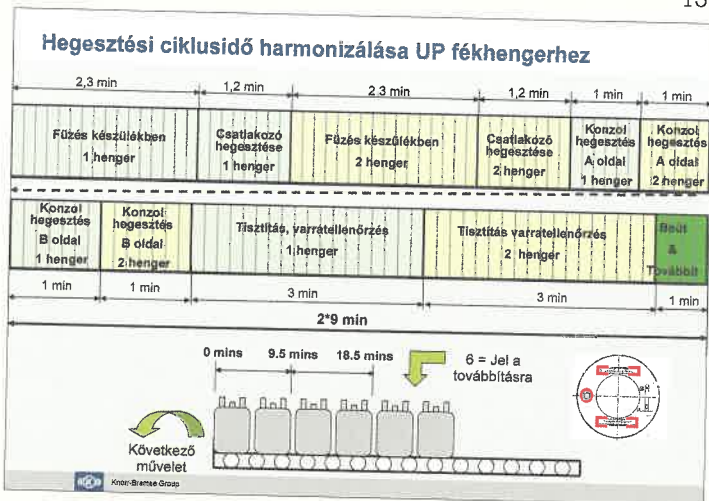 13
Hegesztési ciklusidő harmonizálása UP fékhengerhez
2,3 min 1,2 min 2.3 min 1,2 min 1 min 1 min
Fűzés készülékben
1 henger
Csatlakozó
hegesztése
1 henger
Fűzés készülékben
2 henger
Csatlakozó
hegesztése
2 henger
Konzol
hegesztés
A oldal
1 henger
Konzol
hegesztés
A oldal
2 henger
Konzol
hegesztés
B oldal
1 henger
Konzol
hegesztés
B oldal
2 henger
Tisztítás, varratellenőrzés
1 henger
Tisztítás varratellenőrzés
2 henger
Beüt
&
Továbbít
1 min 1 min 3 min 3 min 1 min
2*9 min
0 mins 9.5 mins 18.5 mins
6 = Jel a
továbbításra
Következő
művelet
Knorr-Bremse Group